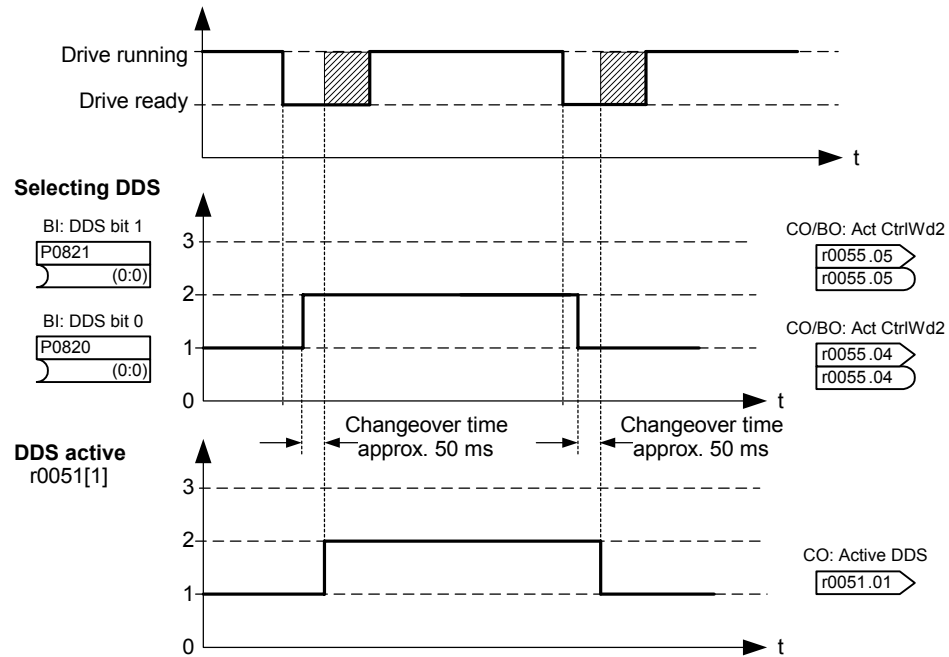 Drive running
Drive ready
t
Selecting DDS
BI: DDS bit 1
P0821
(0:0)
BI: DDS bit 0
P0820
(0:0)
3
2
1
0
t
CO/BO: Act CtrlWd2
r0055 .05
r0055 .05
CO/BO: Act CtrlWd2
r0055 .04
r0055 .04
Changeover time
approx. 50 ms
Changeover time
approx. 50 ms
DDS active
r0051[1]
3
2
1
0
t
CO: Active DDS
r0051 .01